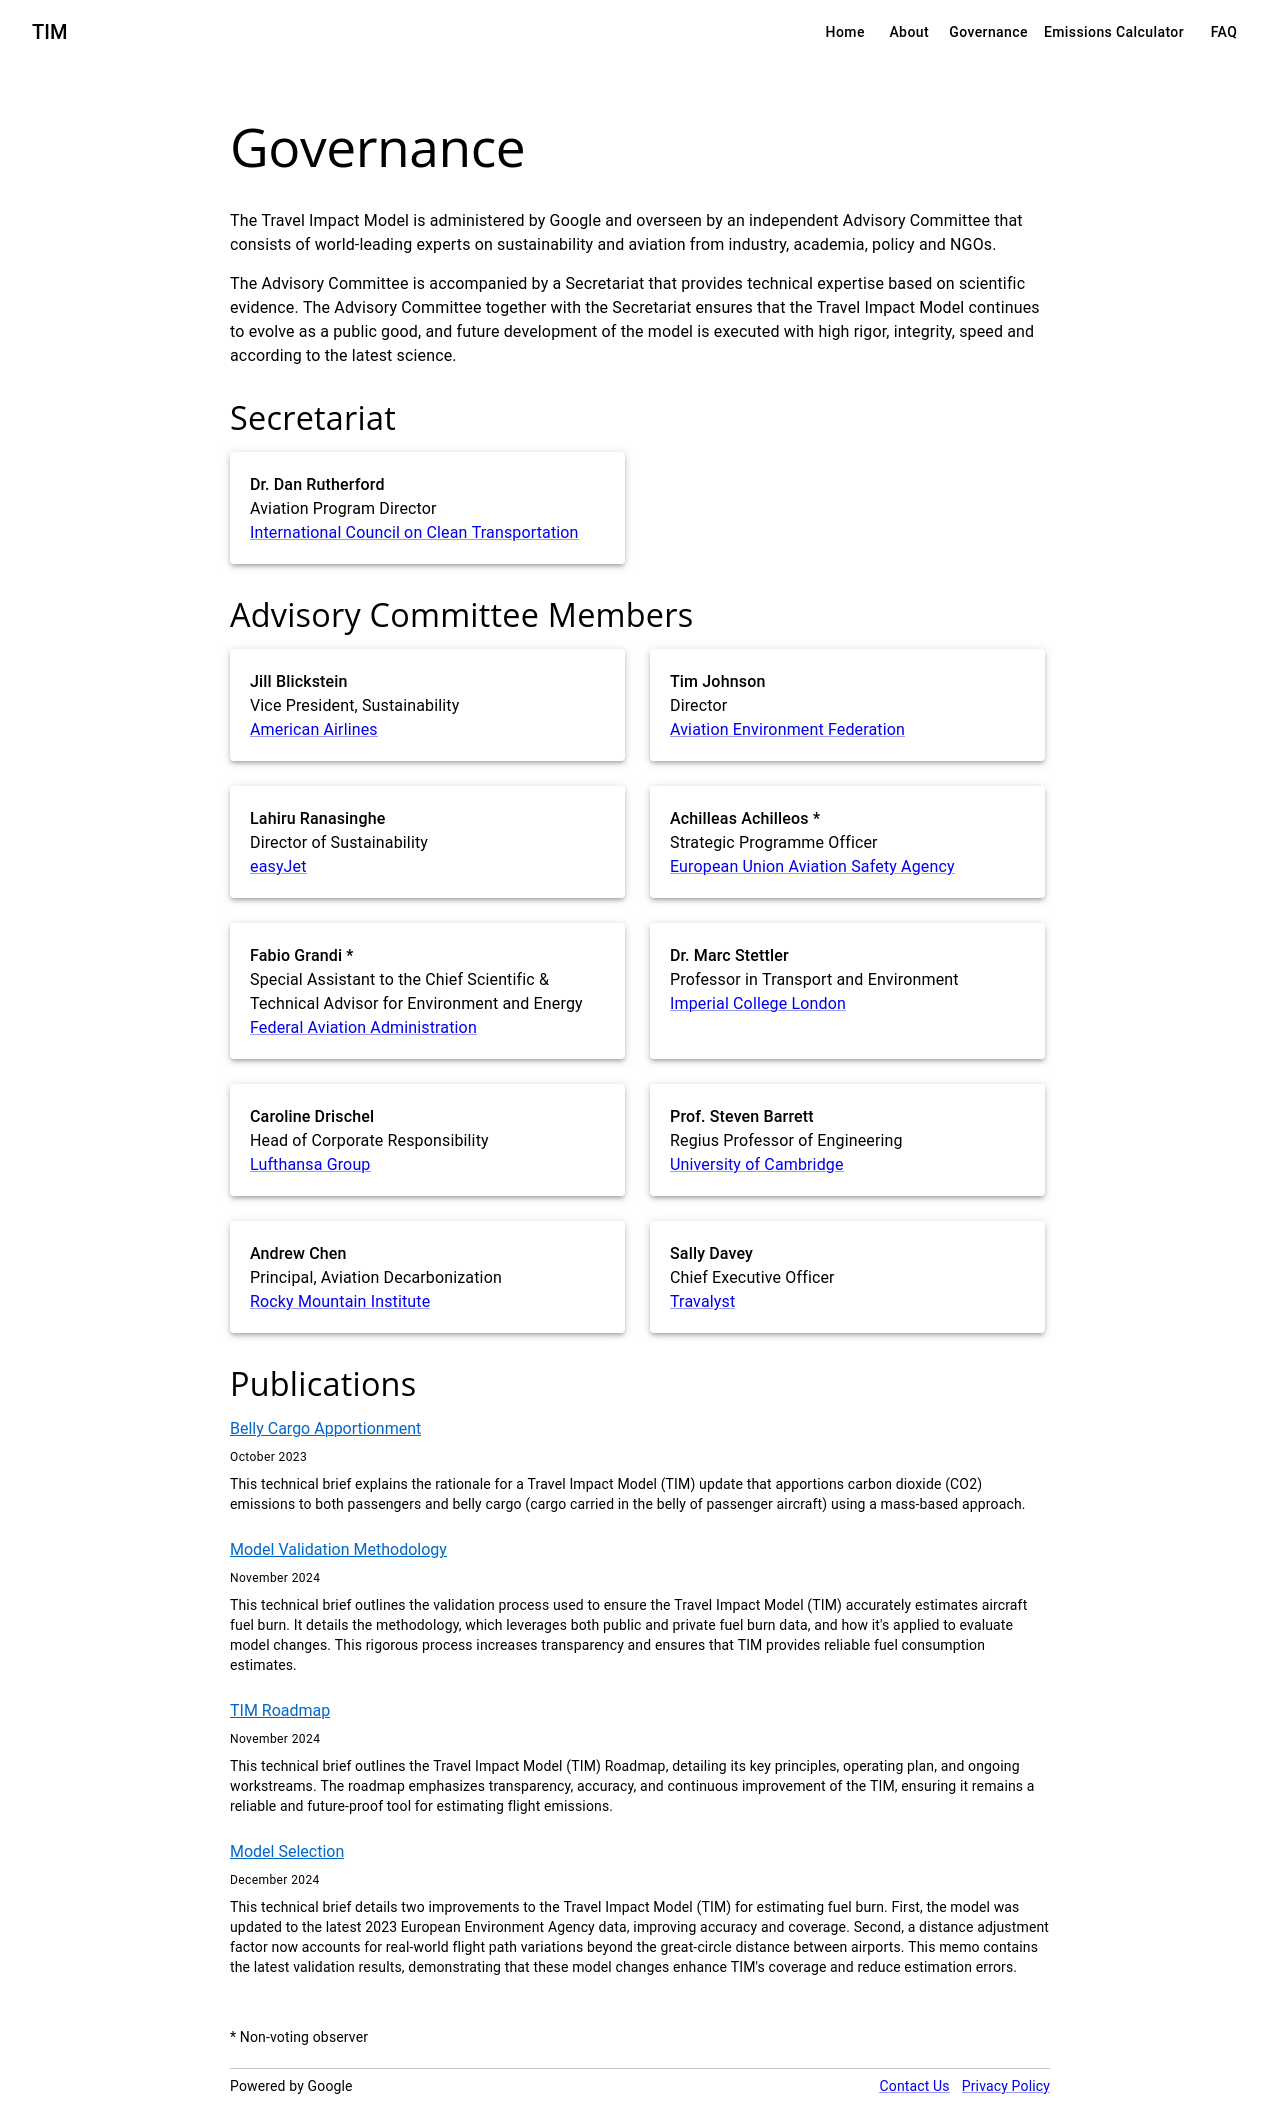 TIM
Home
About
Governance
Emissions Calculator
FAQ
Governance
The Travel Impact Model is administered by Google and overseen by an independent Advisory Committee that
consists of world-leading experts on sustainability and aviation from industry, academia, policy and NGOs.
The Advisory Committee is accompanied by a Secretariat that provides technical expertise based on scientific
evidence. The Advisory Committee together with the Secretariat ensures that the Travel Impact Model continues
to evolve as a public good, and future development of the model is executed with high rigor, integrity, speed and
according to the latest science.
Secretariat
Dr. Dan Rutherford
Aviation Program Director
International Council on Clean Transportation
Advisory Committee Members
Jill Blickstein
Vice President, Sustainability
American Airlines
Tim Johnson
Director
Aviation Environment Federation
Lahiru Ranasinghe
Director of Sustainability
easyJet
Achilleas Achilleos *
Strategic Programme Officer
European Union Aviation Safety Agency
Fabio Grandi *
Special Assistant to the Chief Scientific &
Technical Advisor for Environment and Energy
Federal Aviation Administration
Dr. Marc Stettler
Professor in Transport and Environment
Imperial College London
Caroline Drischel
Head of Corporate Responsibility
Lufthansa Group
Prof. Steven Barrett
Regius Professor of Engineering
University of Cambridge
Andrew Chen
Principal, Aviation Decarbonization
Rocky Mountain Institute
Sally Davey
Chief Executive Officer
Travalyst
Publications
Belly Cargo Apportionment
October 2023
This technical brief explains the rationale for a Travel Impact Model (TIM) update that apportions carbon dioxide (CO2)
emissions to both passengers and belly cargo (cargo carried in the belly of passenger aircraft) using a mass-based approach.
Model Validation Methodology
November 2024
This technical brief outlines the validation process used to ensure the Travel Impact Model (TIM) accurately estimates aircraft
fuel burn. It details the methodology, which leverages both public and private fuel burn data, and how it's applied to evaluate
model changes. This rigorous process increases transparency and ensures that TIM provides reliable fuel consumption
estimates.
TIM Roadmap
November 2024
This technical brief outlines the Travel Impact Model (TIM) Roadmap, detailing its key principles, operating plan, and ongoing
workstreams. The roadmap emphasizes transparency, accuracy, and continuous improvement of the TIM, ensuring it remains a
reliable and future-proof tool for estimating flight emissions.
Model Selection
December 2024
This technical brief details two improvements to the Travel Impact Model (TIM) for estimating fuel burn. First, the model was
updated to the latest 2023 European Environment Agency data, improving accuracy and coverage. Second, a distance adjustment
factor now accounts for real-world flight path variations beyond the great-circle distance between airports. This memo contains
the latest validation results, demonstrating that these model changes enhance TIM's coverage and reduce estimation errors.
* Non-voting observer
Powered by Google
Contact Us
Privacy Policy